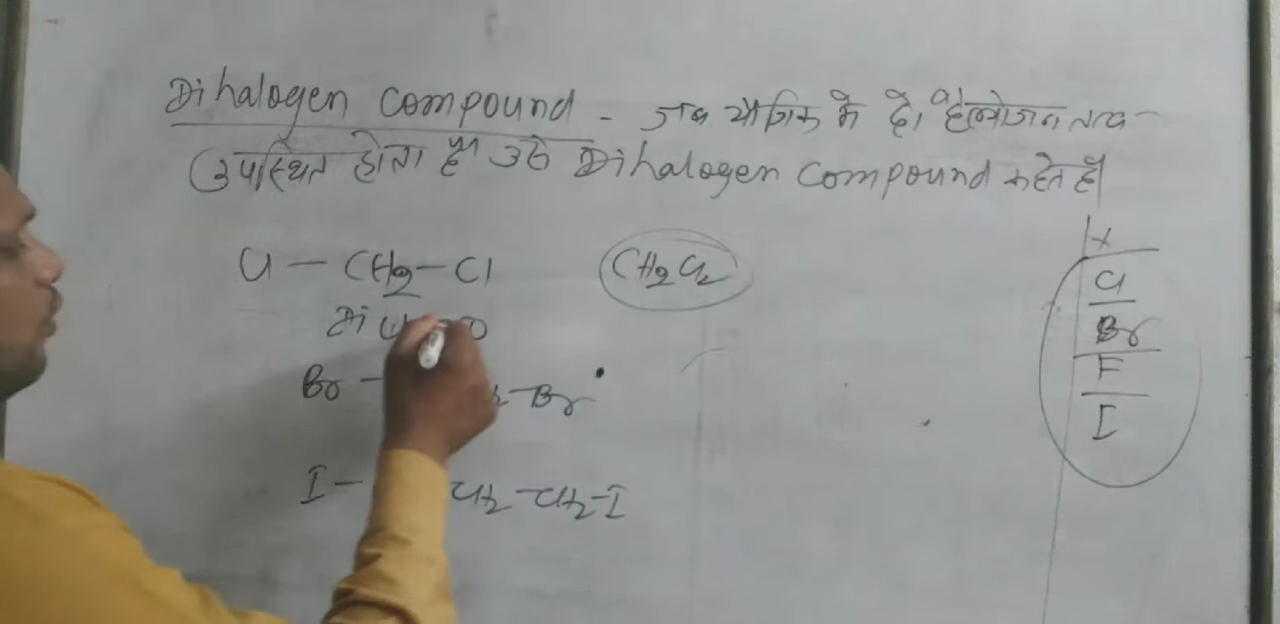 Dihalogen compound - जब यौगिक में दो हैलोजन तत्व
उपस्थित होता है उसे Dihalogen compound कहते हैं।
Cl - CH2 - Cl
CH2Cl2
Di
Br -
- Br
I -
CH2 - CH2 - I
X
Cl
Br
F
I